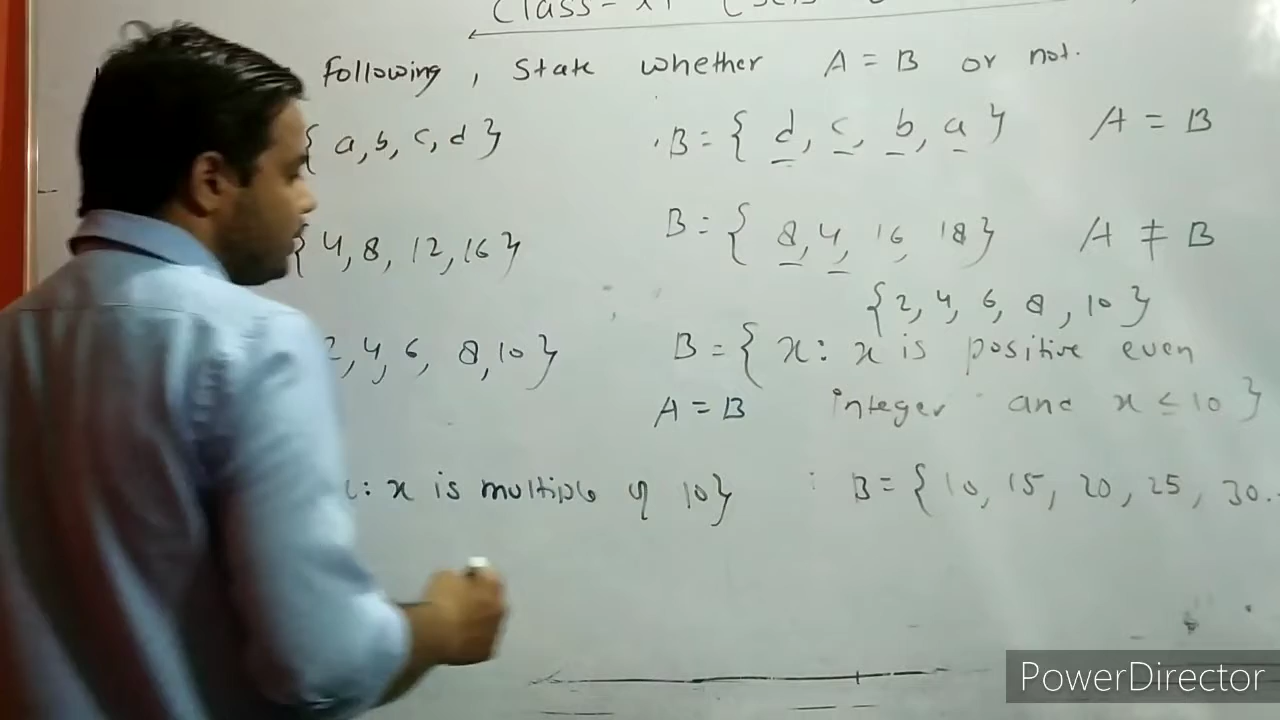 Class - XI
Following, State whether A = B or not.
{ a, b, c, d } B = { d, c, b, a } A = B
{ 4, 8, 12, 16 } B = { 8, 4, 16, 18 } A ≠ B
{ 2, 4, 6, 8, 10 }
2, 4, 6, 8, 10 } B = { x : x is positive even
A = B integer and x ≤ 10 }
: x is multiple of 10 } B = { 10, 15, 20, 25, 30..
PowerDirector